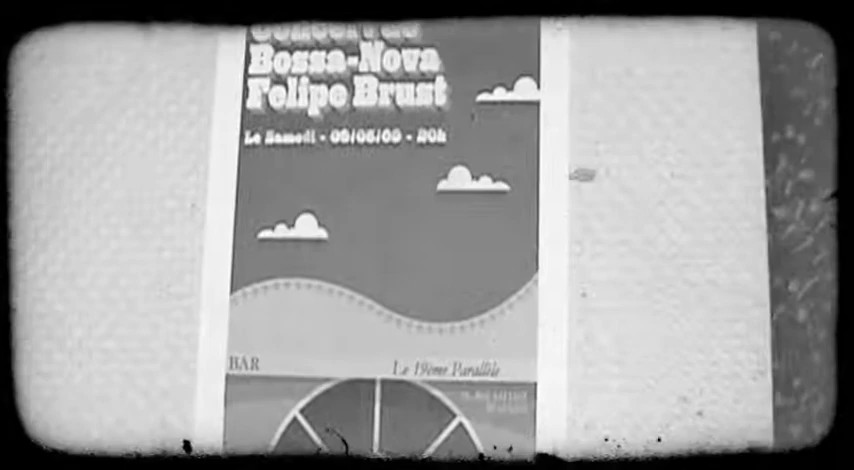 Bossa-Nova
Felipe Brust
Le Samedi - 09/05/09 - 20h
BAR
Le 19ème Parallèle